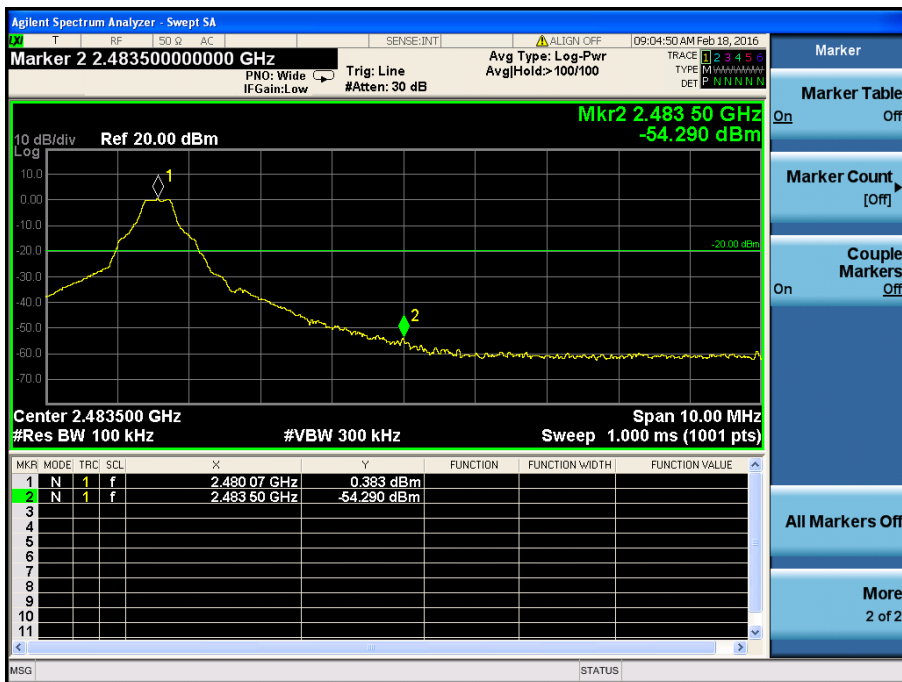 Agilent Spectrum Analyzer - Swept SA
LXI T RF 50 Ω AC SENSE:INT ALIGN OFF 09:04:50 AM Feb 18, 2016
Marker 2 2.483500000000 GHz
PNO: Wide
IFGain:Low
Trig: Line
#Atten: 30 dB
Avg Type: Log-Pwr
Avg|Hold:>100/100
TRACE 1 2 3 4 5 6
TYPE M WWWWW
DET P N N N N N
Mkr2 2.483 50 GHz
-54.290 dBm
10 dB/div Ref 20.00 dBm
Log
10.0
0.00
-10.0
-20.0
-30.0
-40.0
-50.0
-60.0
-70.0
1
-20.00 dBm
2
Center 2.483500 GHz Span 10.00 MHz
#Res BW 100 kHz #VBW 300 kHz Sweep 1.000 ms (1001 pts)
MKR MODE TRC SCL X Y FUNCTION FUNCTION WIDTH FUNCTION VALUE
1 N 1 f 2.480 07 GHz 0.383 dBm
2 N 1 f 2.483 50 GHz -54.290 dBm
3
4
5
6
7
8
9
10
11
MSG STATUS
Marker
Marker Table
On Off
Marker Count
[Off]
Couple
Markers
On Off
All Markers Off
More
2 of 2